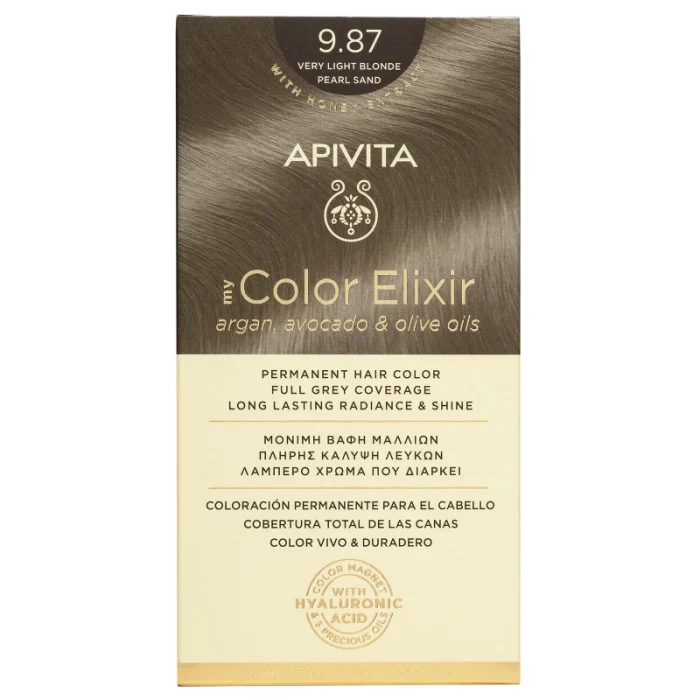 9.87
VERY LIGHT BLONDE
PEARL SAND
WITH HONEY EXTRACT
APIVITA
my Color Elixir
argan, avocado & olive oils
PERMANENT HAIR COLOR
FULL GREY COVERAGE
LONG LASTING RADIANCE & SHINE
ΜΟΝΙΜΗ ΒΑΦΗ ΜΑΛΛΙΩΝ
ΠΛΗΡΗΣ ΚΑΛΥΨΗ ΛΕΥΚΩΝ
ΛΑΜΠΕΡΟ ΧΡΩΜΑ ΠΟΥ ΔΙΑΡΚΕΙ
COLORACIÓN PERMANENTE PARA EL CABELLO
COBERTURA TOTAL DE LAS CANAS
COLOR VIVO & DURADERO
COLOR MAGNET
WITH
HYALURONIC
ACID
& 3 PRECIOUS OILS